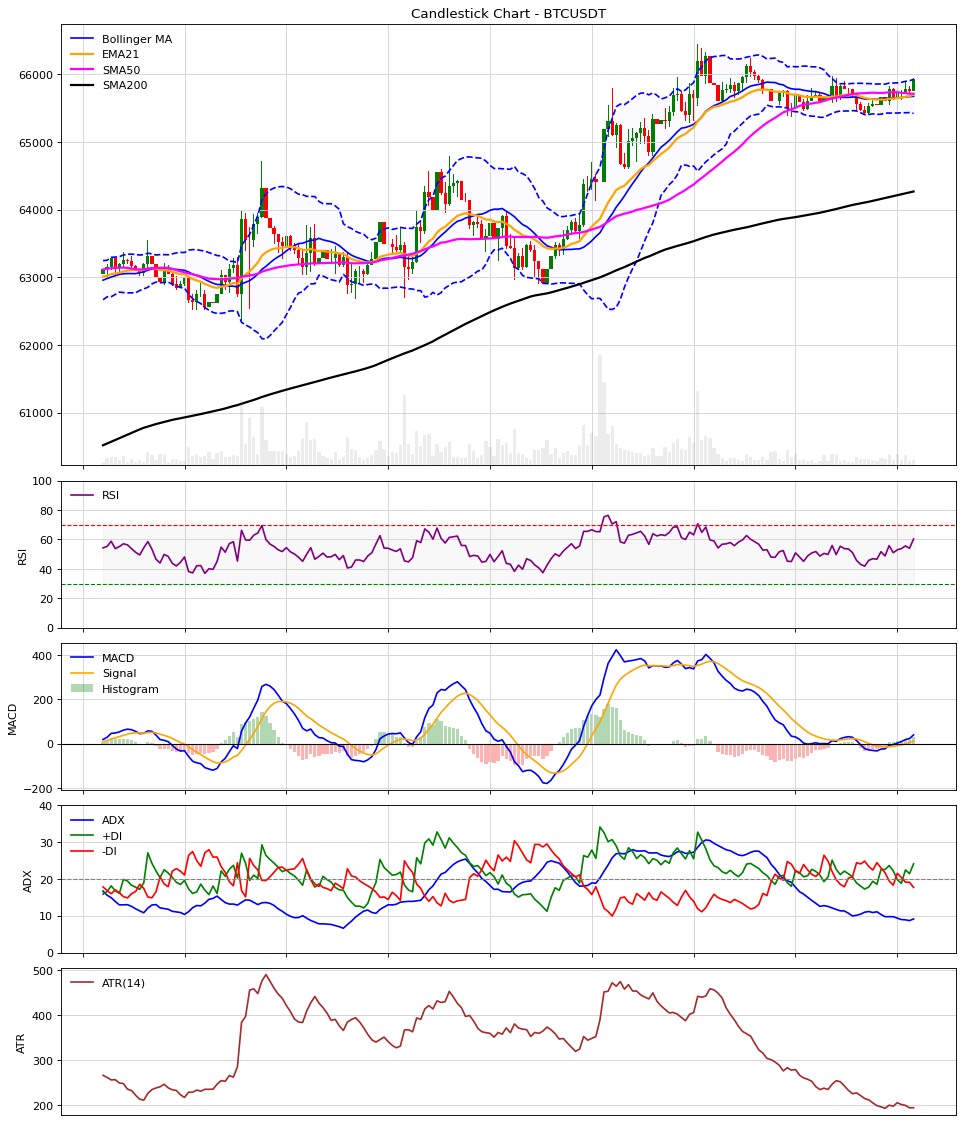 Candlestick Chart - BTCUSDT
Bollinger MA
EMA21
SMA50
SMA200
66000
65000
64000
63000
62000
61000
RSI
100
80
60
40
20
0
RSI
MACD
Signal
Histogram
400
200
0
−200
MACD
ADX
+DI
-DI
40
30
20
10
0
ADX
ATR(14)
500
400
300
200
ATR